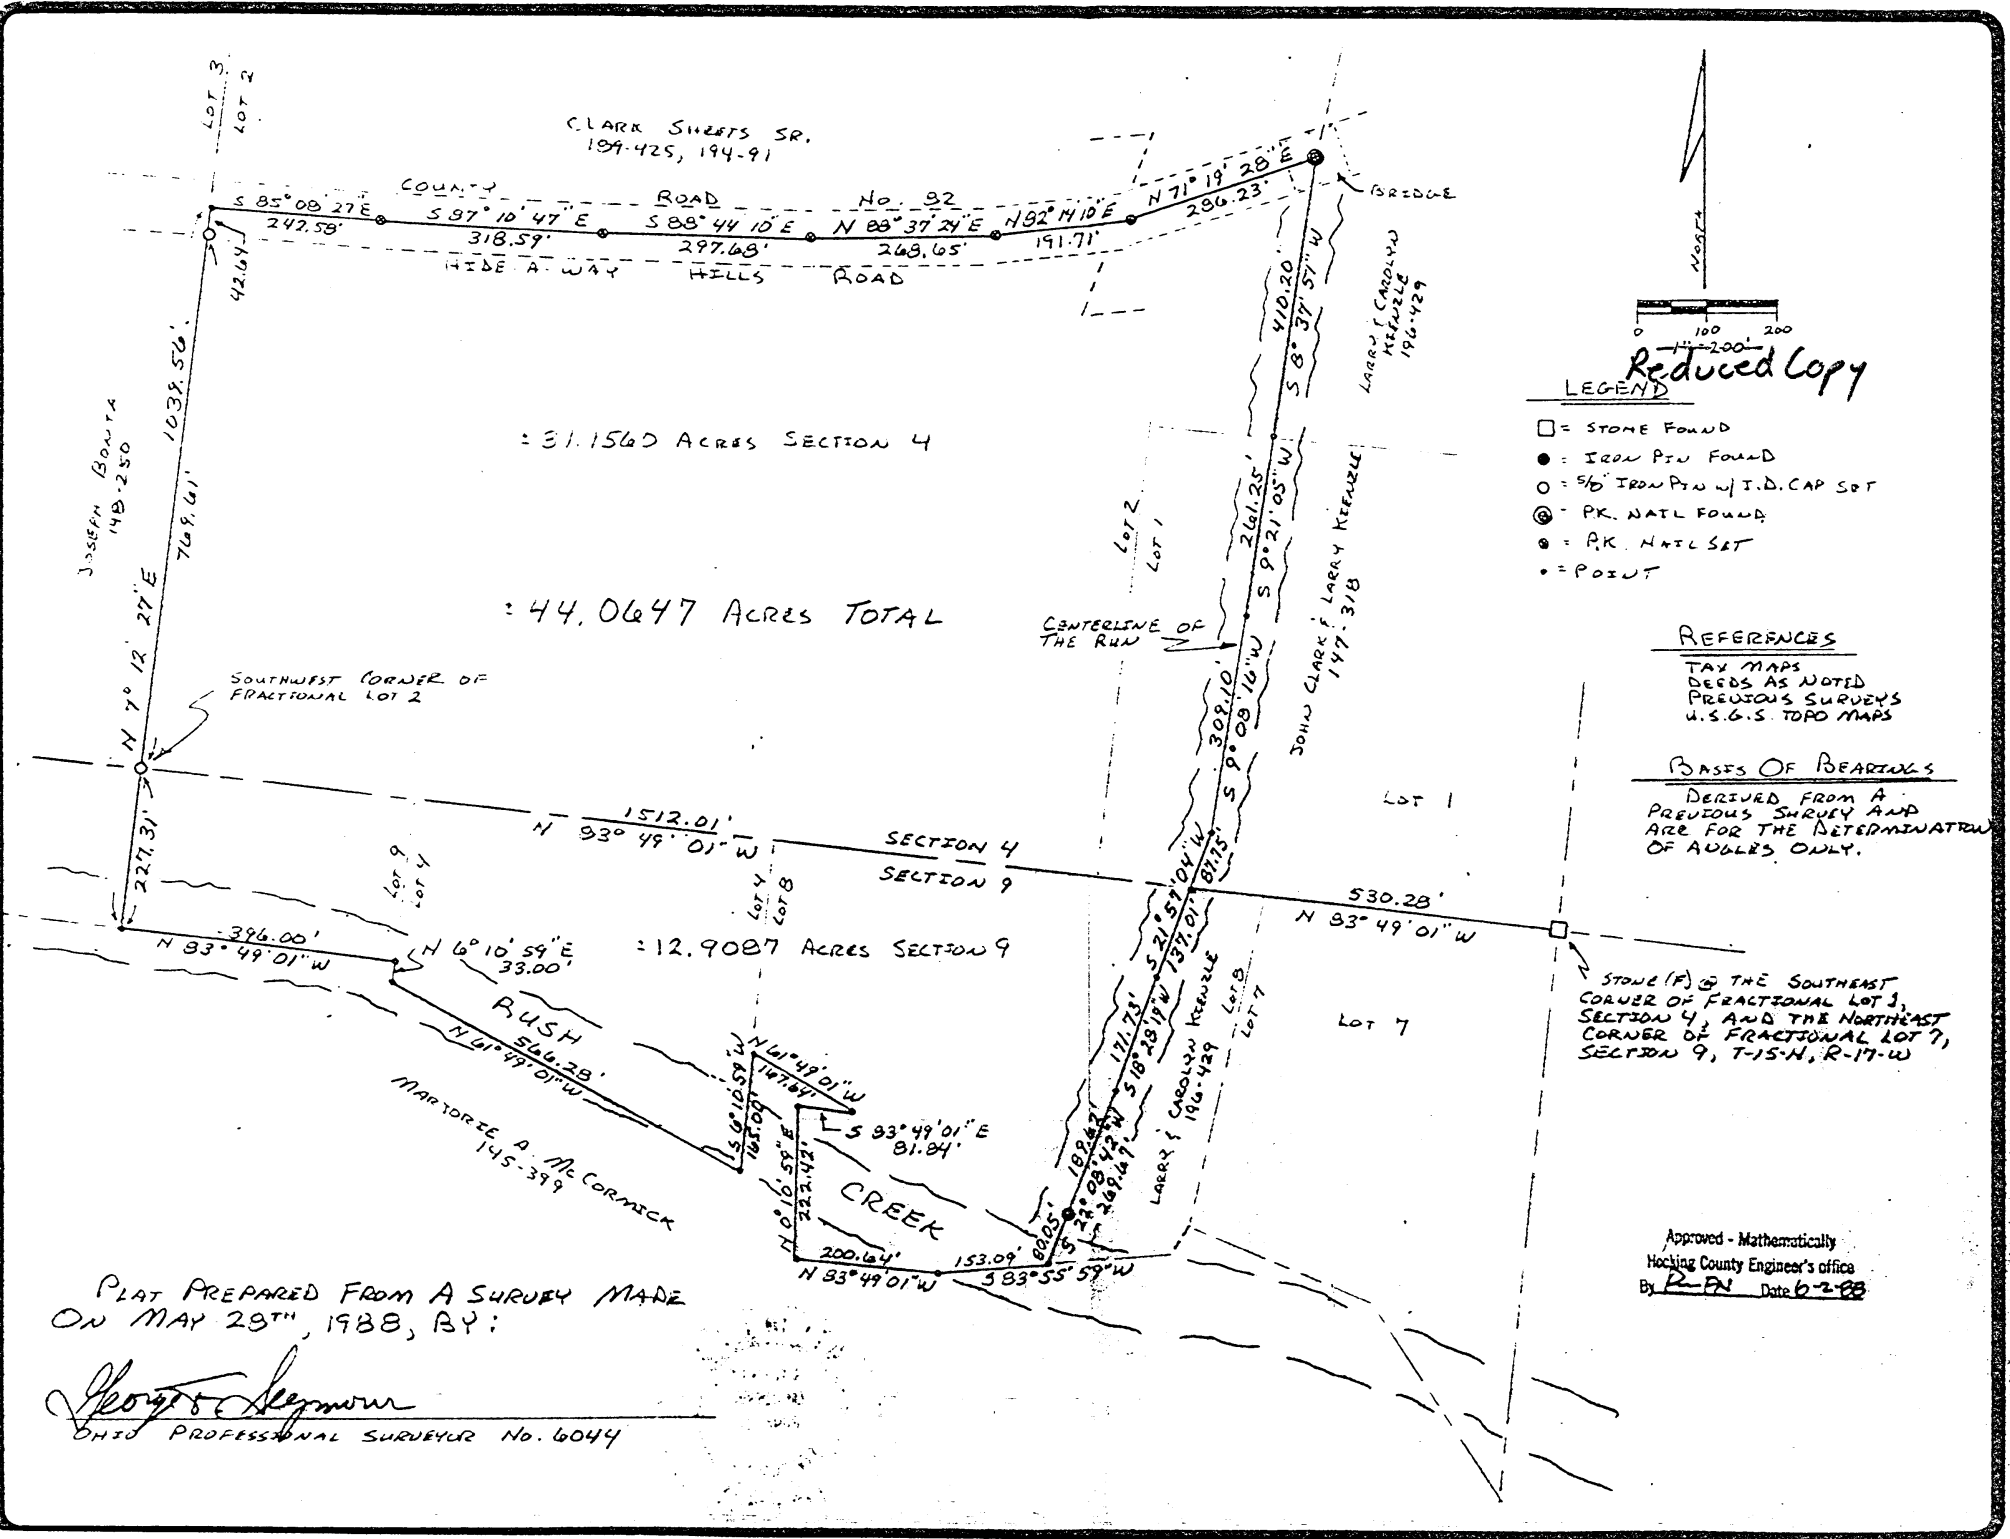 LOT 3
LOT 2
CLARK SHEETS SR.
189-425, 194-91
COUNTY ROAD No. 82
S 85° 08' 27" E
242.58'
S 87° 10' 47" E
318.59'
S 88° 44' 10" E
297.68'
N 88° 37' 24" E
268.65'
N 82° 14' 10" E
191.71'
N 71° 19' 28" E
286.23'
BRIDGE
HIDE-A-WAY HILLS ROAD
42.64'
NORTH
0 100 200
1"=200'
Reduced Copy
LEGEND
= STONE FOUND
= IRON PIN FOUND
= 5/8" IRON PIN W/ I.D. CAP SET
= P.K. NAIL FOUND
= P.K. NAIL SET
= POINT
REFERENCES
TAX MAPS
DEEDS AS NOTED
PREVIOUS SURVEYS
U.S.G.S. TOPO MAPS
BASIS OF BEARINGS
DERIVED FROM A
PREVIOUS SURVEY AND
ARE FOR THE DETERMINATION
OF ANGLES ONLY.
JOSEPH BONTA
148-250
N 7° 12' 27" E
1039.56'
769.61'
227.31'
= 31.1560 ACRES SECTION 4
= 44.0647 ACRES TOTAL
SOUTHWEST CORNER OF
FRACTIONAL LOT 2
410.20'
S 8° 37' 51" W
LARRY & CAROLYN
KIENZLE
196-429
LOT 2
LOT 1
261.25'
S 9° 21' 05" W
CENTERLINE OF
THE RUN
JOHN CLARK & LARRY KIENZLE
147-318
309.10'
S 9° 08' 16" W
LOT 1
1512.01'
N 83° 49' 01" W
SECTION 4
SECTION 9
S 21° 57' 04" W
87.75'
137.01'
530.28'
N 83° 49' 01" W
STONE (F) @ THE SOUTHEAST
CORNER OF FRACTIONAL LOT 1,
SECTION 4, AND THE NORTHEAST
CORNER OF FRACTIONAL LOT 7,
SECTION 9, T-15-N, R-17-W
LOT 9
LOT 4
LOT 4
LOT 8
396.00'
N 83° 49' 01" W
N 6° 10' 59" E
33.00'
= 12.9087 ACRES SECTION 9
LOT 8
LOT 7
LOT 7
171.73'
S 18° 28' 19" W
LARRY & CAROLYN KIENZLE
196-429
RUSH
CREEK
566.28'
N 61° 49' 01" W
S 6° 10' 59" W
165.00'
N 61° 49' 01" W
167.64'
S 83° 49' 01" E
81.84'
N 0° 10' 59" E
222.42'
189.62'
S 22° 08' 42" W
269.67'
80.05'
200.64'
N 83° 49' 01" W
153.09'
S 83° 55' 59" W
MARJORIE A. McCORMICK
145-399
PLAT PREPARED FROM A SURVEY MADE
ON MAY 28TH, 1988, BY:
George F. Seymour
OHIO PROFESSIONAL SURVEYOR No. 6044
Approved - Mathematically
Hocking County Engineer's office
By Date 6-2-88